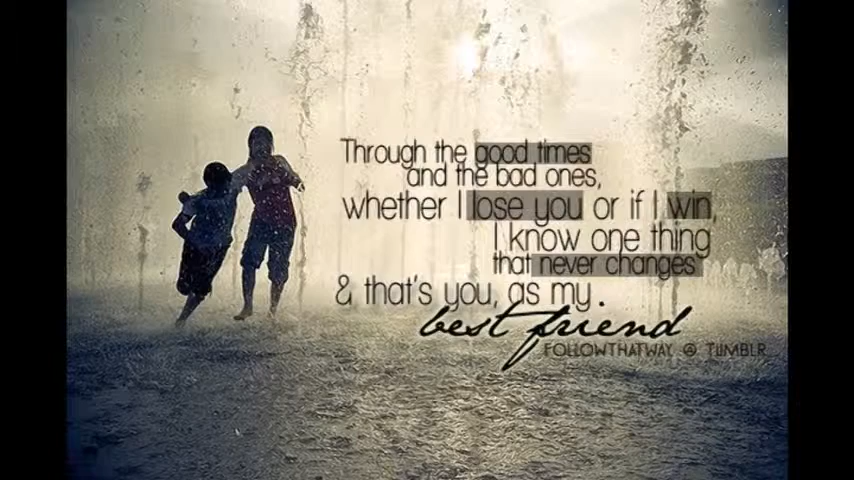 Through the good times
and the bad ones,
whether I lose you or if I win,
I know one thing
that never changes
& that's you, as my
best friend
FOLLOWTHATWAY @ TUMBLR